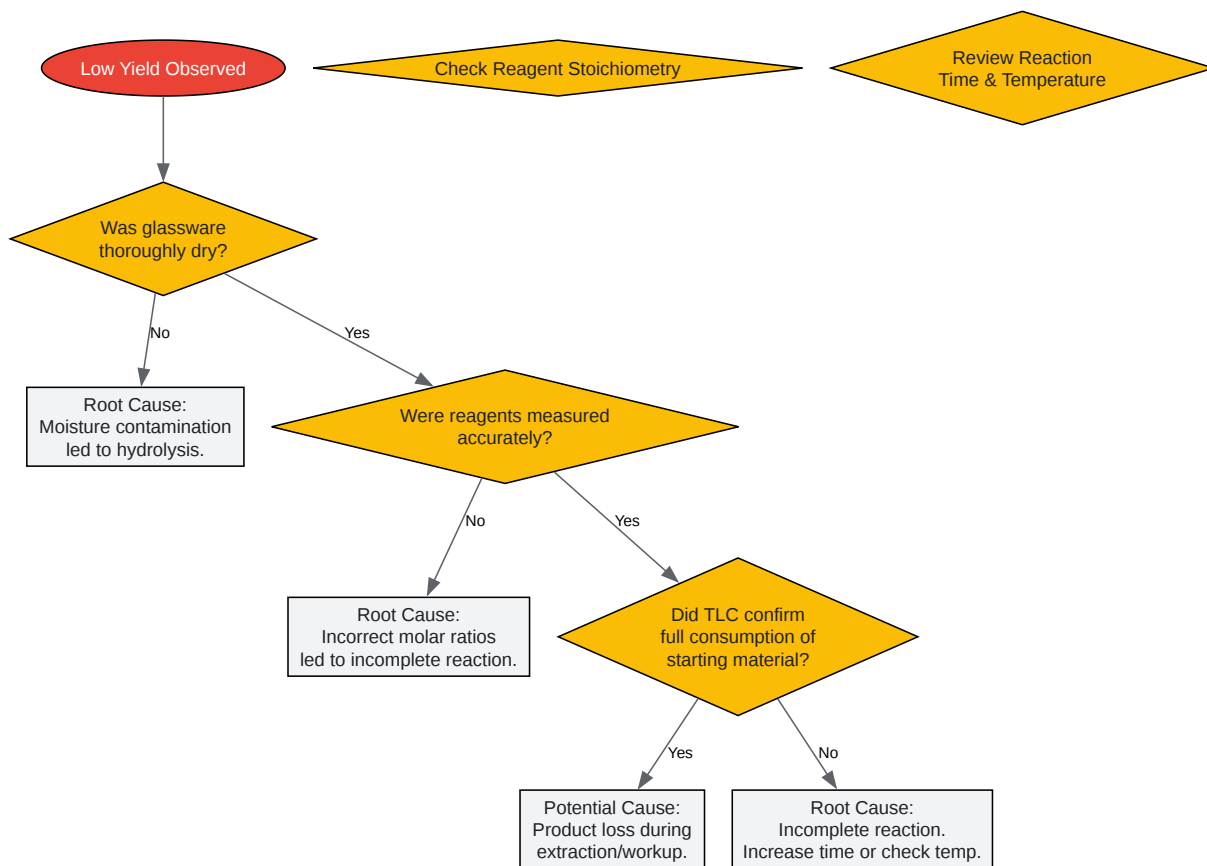 Low Yield Observed
Check Reagent Stoichiometry
Review Reaction
Time & Temperature
Was glassware
thoroughly dry?
No
Yes
Root Cause:
Moisture contamination
led to hydrolysis.
Were reagents measured
accurately?
No
Yes
Root Cause:
Incorrect molar ratios
led to incomplete reaction.
Did TLC confirm
full consumption of
starting material?
Yes
No
Potential Cause:
Product loss during
extraction/workup.
Root Cause:
Incomplete reaction.
Increase time or check temp.